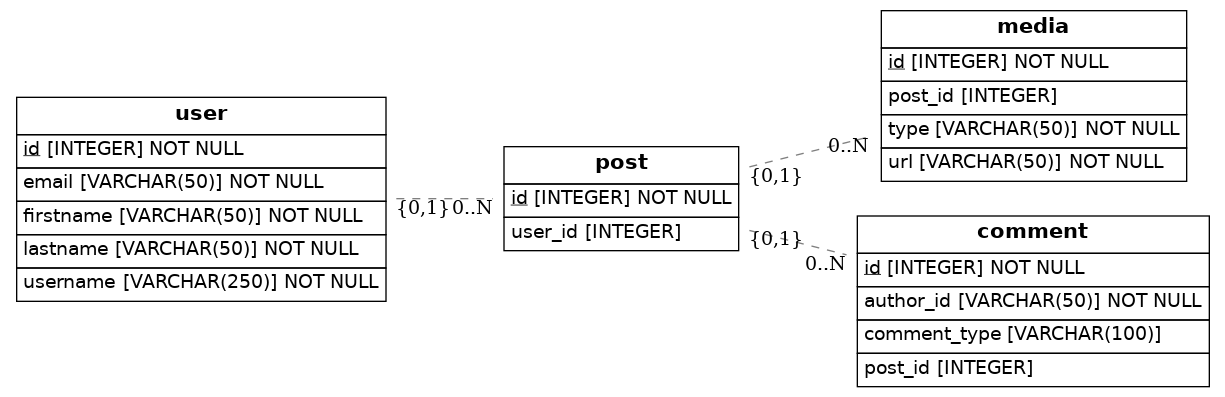 user
id [INTEGER] NOT NULL
email [VARCHAR(50)] NOT NULL
firstname [VARCHAR(50)] NOT NULL
lastname [VARCHAR(50)] NOT NULL
username [VARCHAR(250)] NOT NULL
{0,1}
0..N
post
id [INTEGER] NOT NULL
user_id [INTEGER]
{0,1}
0..N
{0,1}
0..N
media
id [INTEGER] NOT NULL
post_id [INTEGER]
type [VARCHAR(50)] NOT NULL
url [VARCHAR(50)] NOT NULL
comment
id [INTEGER] NOT NULL
author_id [VARCHAR(50)] NOT NULL
comment_type [VARCHAR(100)]
post_id [INTEGER]